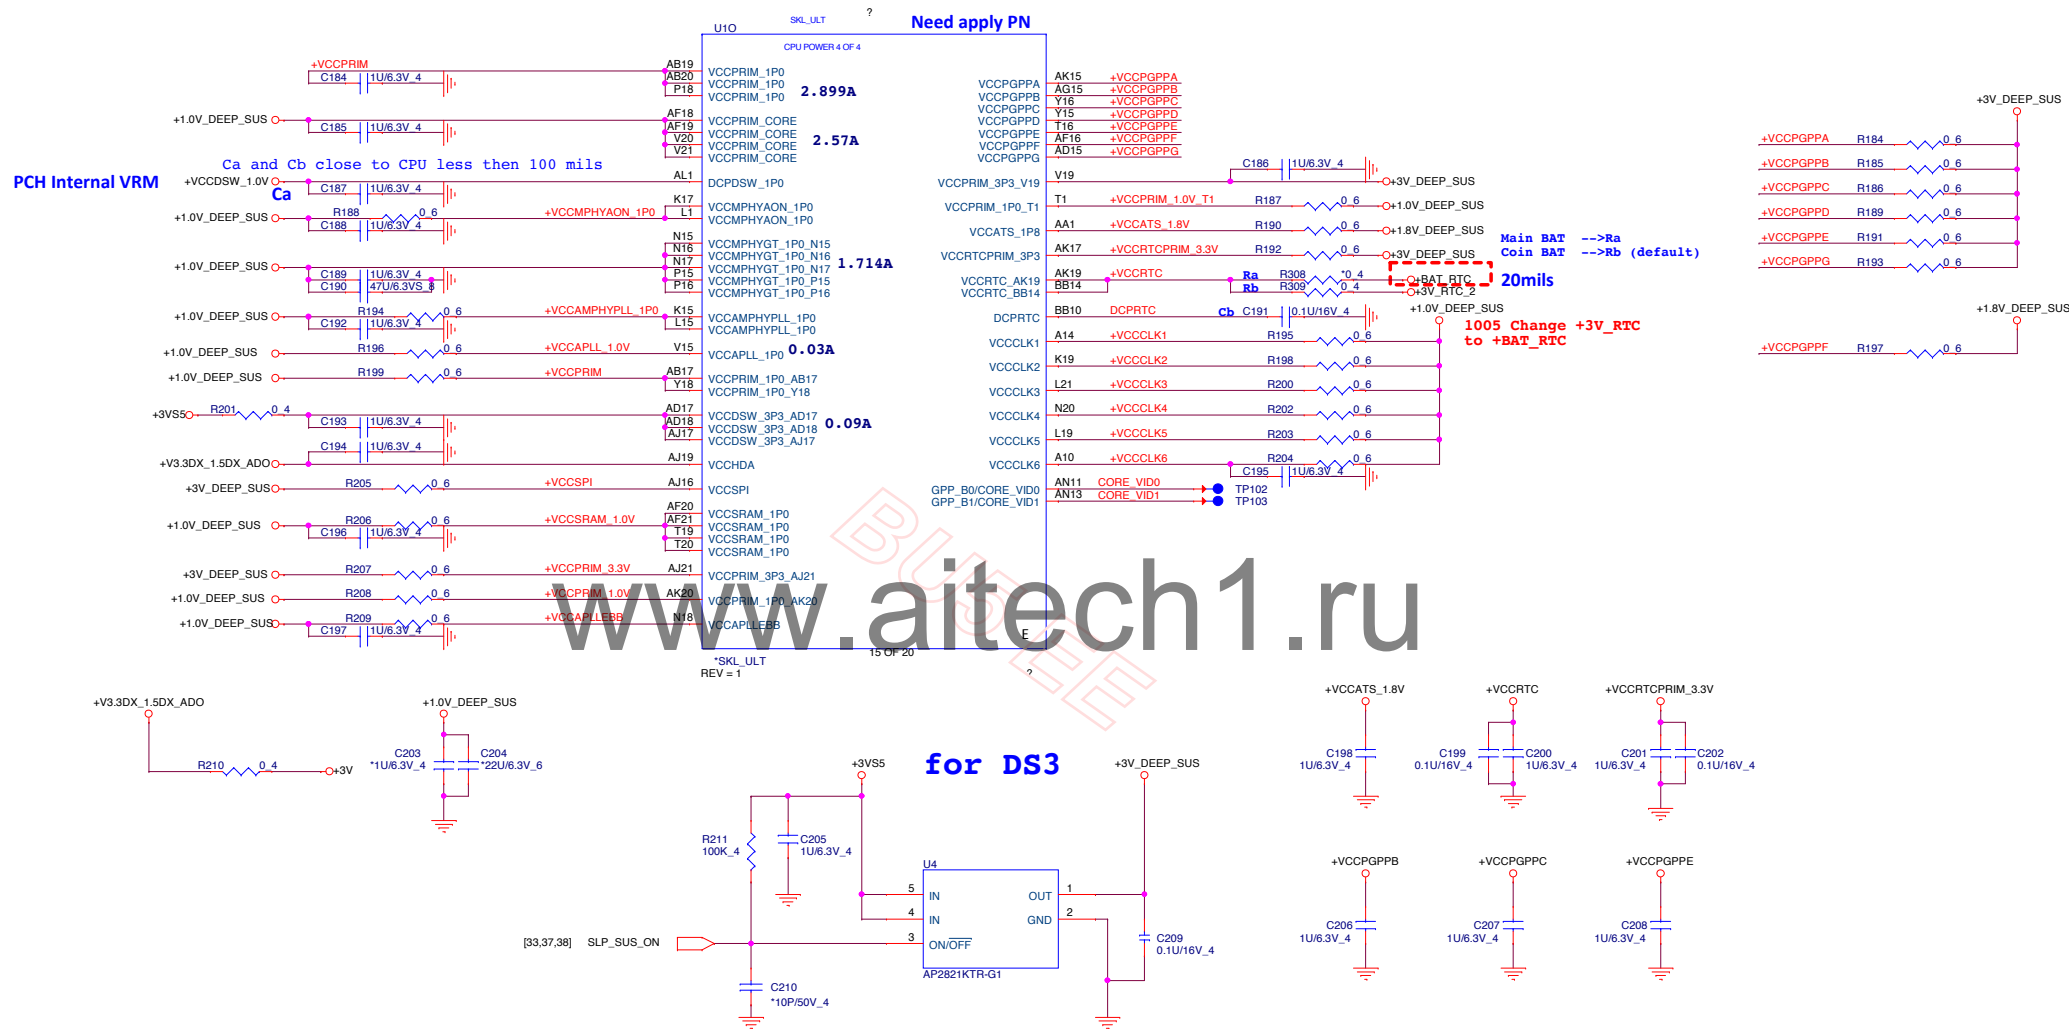 SKL_ULT
?
Need apply PN
U1O
CPU POWER 4 OF 4
+VCCPRIM
C184 1U/6.3V_4
AB19 VCCPRIM_1P0
AB20 VCCPRIM_1P0
P18 VCCPRIM_1P0
2.899A
+1.0V_DEEP_SUS
C185 1U/6.3V_4
AF18 VCCPRIM_CORE
AF19 VCCPRIM_CORE
V20 VCCPRIM_CORE
V21 VCCPRIM_CORE
2.57A
Ca and Cb close to CPU less then 100 mils
PCH Internal VRM
+VCCDSW_1.0V
Ca
C187 1U/6.3V_4
AL1 DCPDSW_1P0
+1.0V_DEEP_SUS
R188 0_6
C188 1U/6.3V_4
+VCCMPHYAON_1P0
K17 VCCMPHYAON_1P0
L1 VCCMPHYAON_1P0
+1.0V_DEEP_SUS
C189 1U/6.3V_4
C190 47U/6.3VS_8
N15 VCCMPHYGT_1P0_N15
N16 VCCMPHYGT_1P0_N16
N17 VCCMPHYGT_1P0_N17
P15 VCCMPHYGT_1P0_P15
P16 VCCMPHYGT_1P0_P16
1.714A
+1.0V_DEEP_SUS
R194 0_6
C192 1U/6.3V_4
+VCCAMPHYPLL_1P0
K15 VCCAMPHYPLL_1P0
L15 VCCAMPHYPLL_1P0
+1.0V_DEEP_SUS
R196 0_6
+VCCAPLL_1.0V
V15 VCCAPLL_1P0
0.03A
+1.0V_DEEP_SUS
R199 0_6
+VCCPRIM
AB17 VCCPRIM_1P0_AB17
Y18 VCCPRIM_1P0_Y18
+3VS5
R201 0_4
C193 1U/6.3V_4
AD17 VCCDSW_3P3_AD17
AD18 VCCDSW_3P3_AD18
AJ17 VCCDSW_3P3_AJ17
0.09A
C194 1U/6.3V_4
+V3.3DX_1.5DX_ADO
AJ19 VCCHDA
+3V_DEEP_SUS
R205 0_6
+VCCSPI
AJ16 VCCSPI
+1.0V_DEEP_SUS
R206 0_6
C196 1U/6.3V_4
+VCCSRAM_1.0V
AF20 VCCSRAM_1P0
AF21 VCCSRAM_1P0
T19 VCCSRAM_1P0
T20 VCCSRAM_1P0
+3V_DEEP_SUS
R207 0_6
+VCCPRIM_3.3V
AJ21 VCCPRIM_3P3_AJ21
+1.0V_DEEP_SUS
R208 0_6
+VCCPRIM_1.0V
AK20 VCCPRIM_1P0_AK20
+1.0V_DEEP_SUS
R209 0_6
C197 1U/6.3V_4
+VCCAPLLEBB
N18 VCCAPLLEBB
VCCPGPPA AK15 +VCCPGPPA
VCCPGPPB AG15 +VCCPGPPB
VCCPGPPC Y16 +VCCPGPPC
VCCPGPPD Y15 +VCCPGPPD
VCCPGPPE T16 +VCCPGPPE
VCCPGPPF AF16 +VCCPGPPF
VCCPGPPG AD15 +VCCPGPPG
C186 1U/6.3V_4
VCCPRIM_3P3_V19 V19 +3V_DEEP_SUS
VCCPRIM_1P0_T1 T1 +VCCPRIM_1.0V_T1 R187 0_6 +1.0V_DEEP_SUS
VCCATS_1P8 AA1 +VCCATS_1.8V R190 0_6 +1.8V_DEEP_SUS
VCCRTCPRIM_3P3 AK17 +VCCRTCPRIM_3.3V R192 0_6 +3V_DEEP_SUS
Main BAT -->Ra
Coin BAT -->Rb (default)
VCCRTC_AK19 AK19 +VCCRTC Ra R308 *0_4 +BAT_RTC
VCCRTC_BB14 BB14 Rb R309 0_4 +3V_RTC_2
20mils
DCPRTC BB10 DCPRTC Cb C191 0.1U/16V_4
+1.0V_DEEP_SUS
1005 Change +3V_RTC
to +BAT_RTC
VCCCLK1 A14 +VCCCLK1 R195 0_6
VCCCLK2 K19 +VCCCLK2 R198 0_6
VCCCLK3 L21 +VCCCLK3 R200 0_6
VCCCLK4 N20 +VCCCLK4 R202 0_6
VCCCLK5 L19 +VCCCLK5 R203 0_6
VCCCLK6 A10 +VCCCLK6 R204 0_6
C195 1U/6.3V_4
GPP_B0/CORE_VID0 AN11 CORE_VID0 TP102
GPP_B1/CORE_VID1 AN13 CORE_VID1 TP103
+3V_DEEP_SUS
+VCCPGPPA R184 0_6
+VCCPGPPB R185 0_6
+VCCPGPPC R186 0_6
+VCCPGPPD R189 0_6
+VCCPGPPE R191 0_6
+VCCPGPPG R193 0_6
+1.8V_DEEP_SUS
+VCCPGPPF R197 0_6
BU5 EE
www.aitech1.ru
E
*SKL_ULT
15 OF 20
REV = 1
?
+V3.3DX_1.5DX_ADO
R210 0_4
+3V
+1.0V_DEEP_SUS
C203
*1U/6.3V_4
C204
*22U/6.3V_6
for DS3
+3VS5
+3V_DEEP_SUS
R211
100K_4
C205
1U/6.3V_4
U4
5 IN
4 IN
3 ON/OFF
OUT 1
GND 2
AP2821KTR-G1
[33,37,38] SLP_SUS_ON
C209
0.1U/16V_4
C210
*10P/50V_4
+VCCATS_1.8V
C198
1U/6.3V_4
+VCCRTC
C199
0.1U/16V_4
C200
1U/6.3V_4
+VCCRTCPRIM_3.3V
C201
1U/6.3V_4
C202
0.1U/16V_4
+VCCPGPPB
C206
1U/6.3V_4
+VCCPGPPC
C207
1U/6.3V_4
+VCCPGPPE
C208
1U/6.3V_4